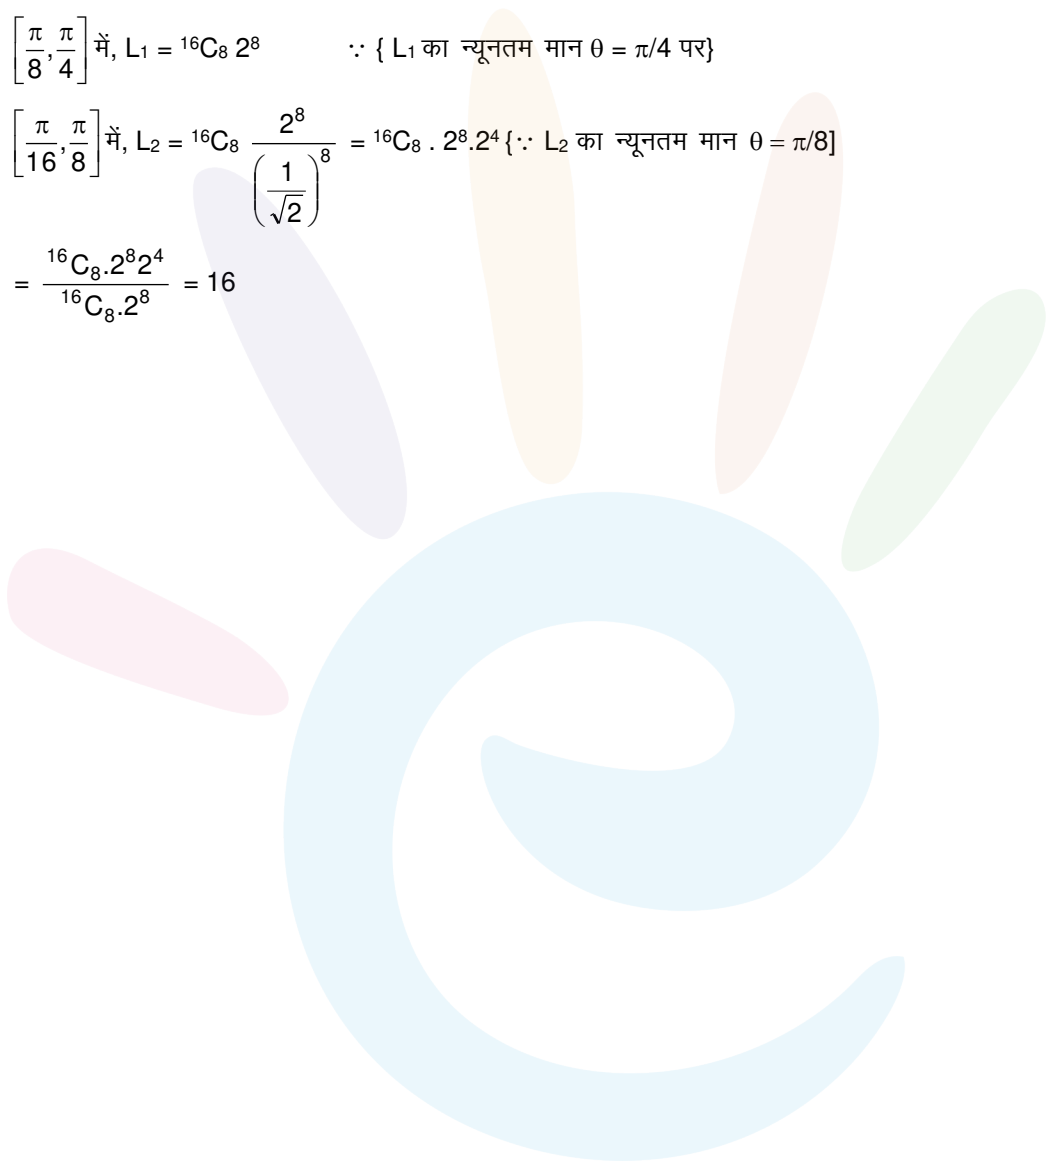 [π/8, π/4] में, L₁ = ¹⁶C₈ 2⁸ ∵ { L₁ का न्यूनतम मान θ = π/4 पर}
[π/16, π/8] में, L₂ = ¹⁶C₈ 2⁸/(1/√2)⁸ = ¹⁶C₈ . 2⁸.2⁴ {∵ L₂ का न्यूनतम मान θ = π/8]
= ¹⁶C₈.2⁸2⁴/¹⁶C₈.2⁸ = 16